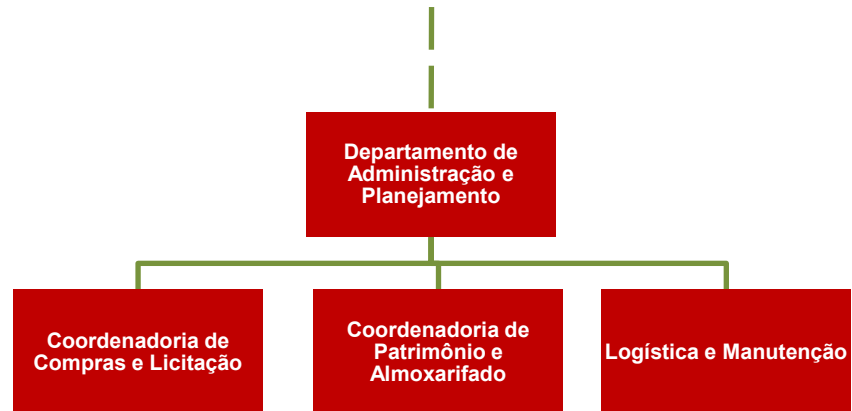 Departamento de
Administração e
Planejamento
Coordenadoria de
Compras e Licitação
Coordenadoria de
Patrimônio e
Almoxarifado
Logística e Manutenção